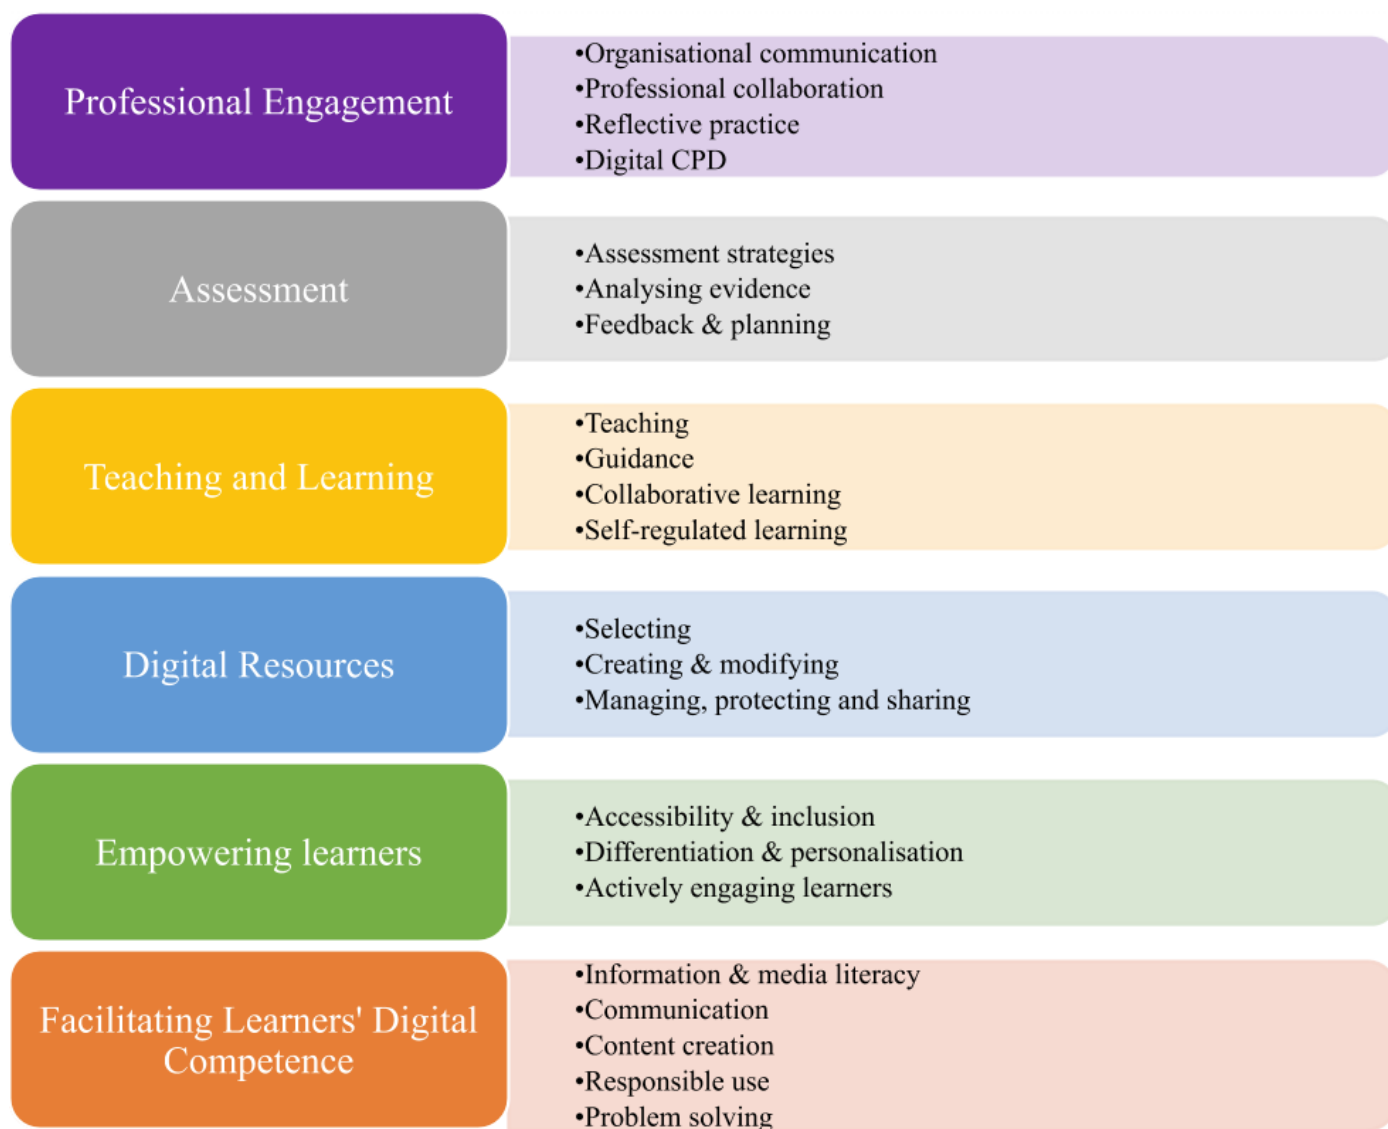 Professional Engagement
•Organisational communication
•Professional collaboration
•Reflective practice
•Digital CPD
Assessment
•Assessment strategies
•Analysing evidence
•Feedback & planning
Teaching and Learning
•Teaching
•Guidance
•Collaborative learning
•Self-regulated learning
Digital Resources
•Selecting
•Creating & modifying
•Managing, protecting and sharing
Empowering learners
•Accessibility & inclusion
•Differentiation & personalisation
•Actively engaging learners
Facilitating Learners' Digital
Competence
•Information & media literacy
•Communication
•Content creation
•Responsible use
•Problem solving